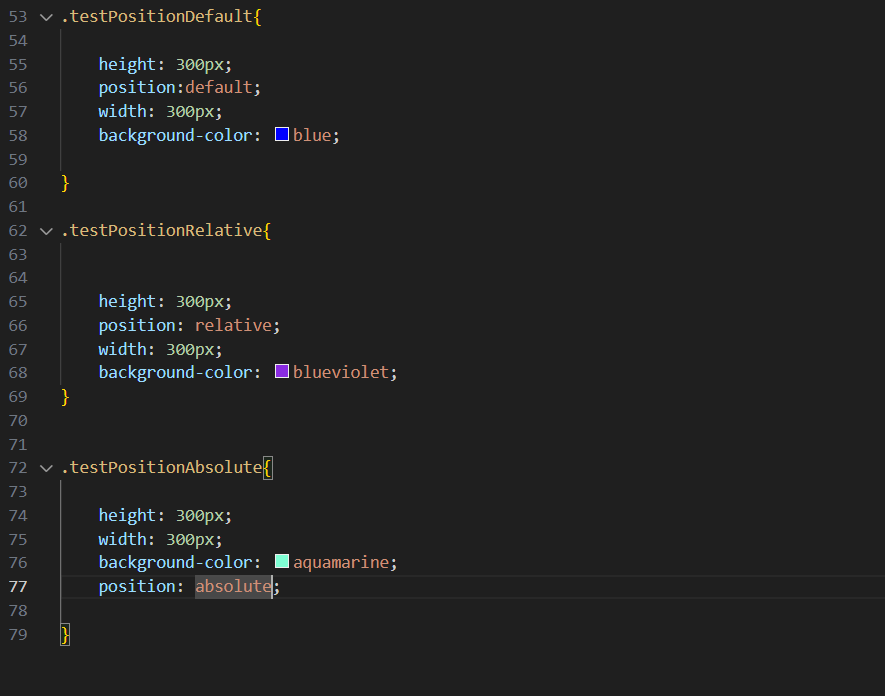 53 .testPositionDefault{
54
55 height: 300px;
56 position:default;
57 width: 300px;
58 background-color: blue;
59
60 }
61
62 .testPositionRelative{
63
64
65 height: 300px;
66 position: relative;
67 width: 300px;
68 background-color: blueviolet;
69 }
70
71
72 .testPositionAbsolute{
73
74 height: 300px;
75 width: 300px;
76 background-color: aquamarine;
77 position: absolute;
78
79 }